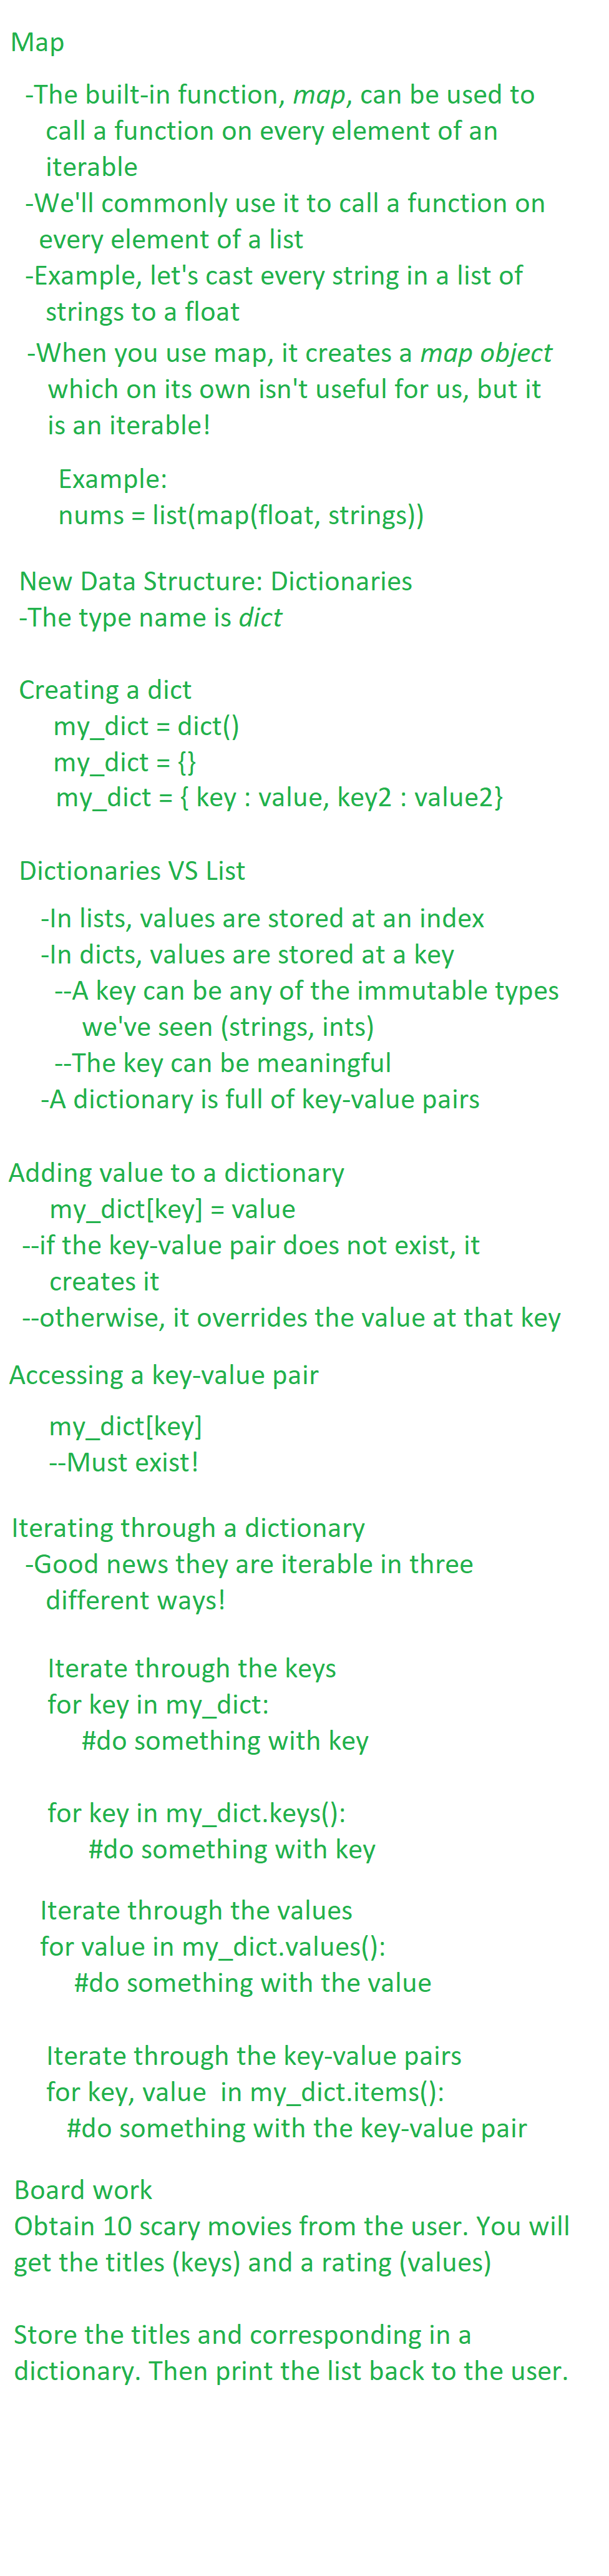 Map
-The built-in function, map, can be used to
call a function on every element of an
iterable
-We'll commonly use it to call a function on
every element of a list
-Example, let's cast every string in a list of
strings to a float
-When you use map, it creates a map object
which on its own isn't useful for us, but it
is an iterable!
Example:
nums = list(map(float, strings))
New Data Structure: Dictionaries
-The type name is dict
Creating a dict
my_dict = dict()
my_dict = {}
my_dict = { key : value, key2 : value2}
Dictionaries VS List
-In lists, values are stored at an index
-In dicts, values are stored at a key
--A key can be any of the immutable types
we've seen (strings, ints)
--The key can be meaningful
-A dictionary is full of key-value pairs
Adding value to a dictionary
my_dict[key] = value
--if the key-value pair does not exist, it
creates it
--otherwise, it overrides the value at that key
Accessing a key-value pair
my_dict[key]
--Must exist!
Iterating through a dictionary
-Good news they are iterable in three
different ways!
Iterate through the keys
for key in my_dict:
#do something with key
for key in my_dict.keys():
#do something with key
Iterate through the values
for value in my_dict.values():
#do something with the value
Iterate through the key-value pairs
for key, value  in my_dict.items():
#do something with the key-value pair
Board work
Obtain 10 scary movies from the user. You will
get the titles (keys) and a rating (values)
Store the titles and corresponding in a
dictionary. Then print the list back to the user.